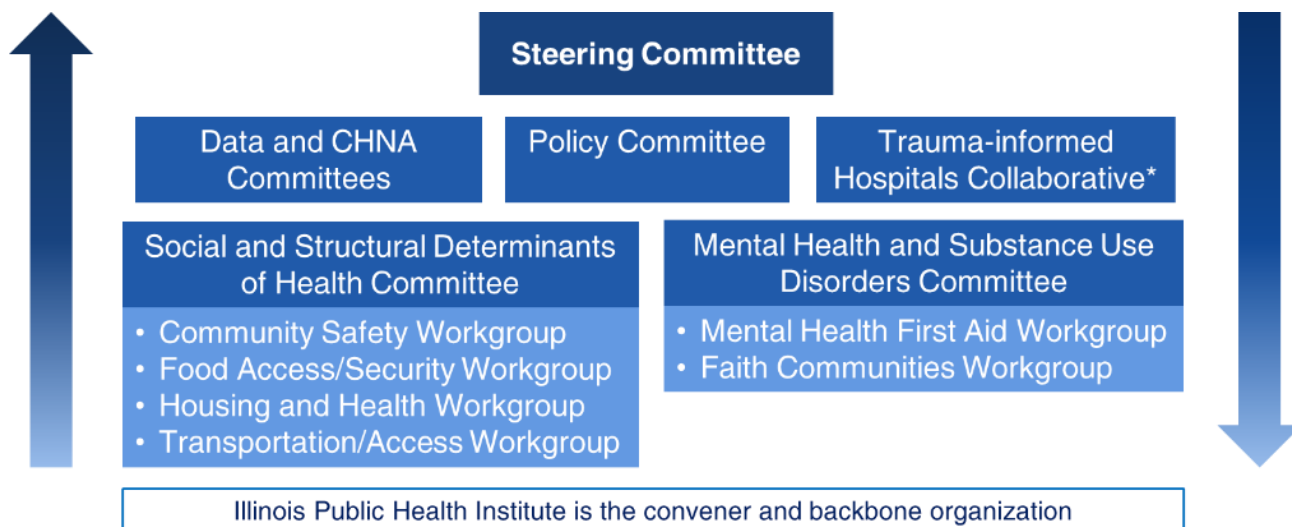 Steering Committee
Data and CHNA
Committees
Policy Committee
Trauma-informed
Hospitals Collaborative*
Social and Structural Determinants
of Health Committee
• Community Safety Workgroup
• Food Access/Security Workgroup
• Housing and Health Workgroup
• Transportation/Access Workgroup
Mental Health and Substance Use
Disorders Committee
• Mental Health First Aid Workgroup
• Faith Communities Workgroup
Illinois Public Health Institute is the convener and backbone organization